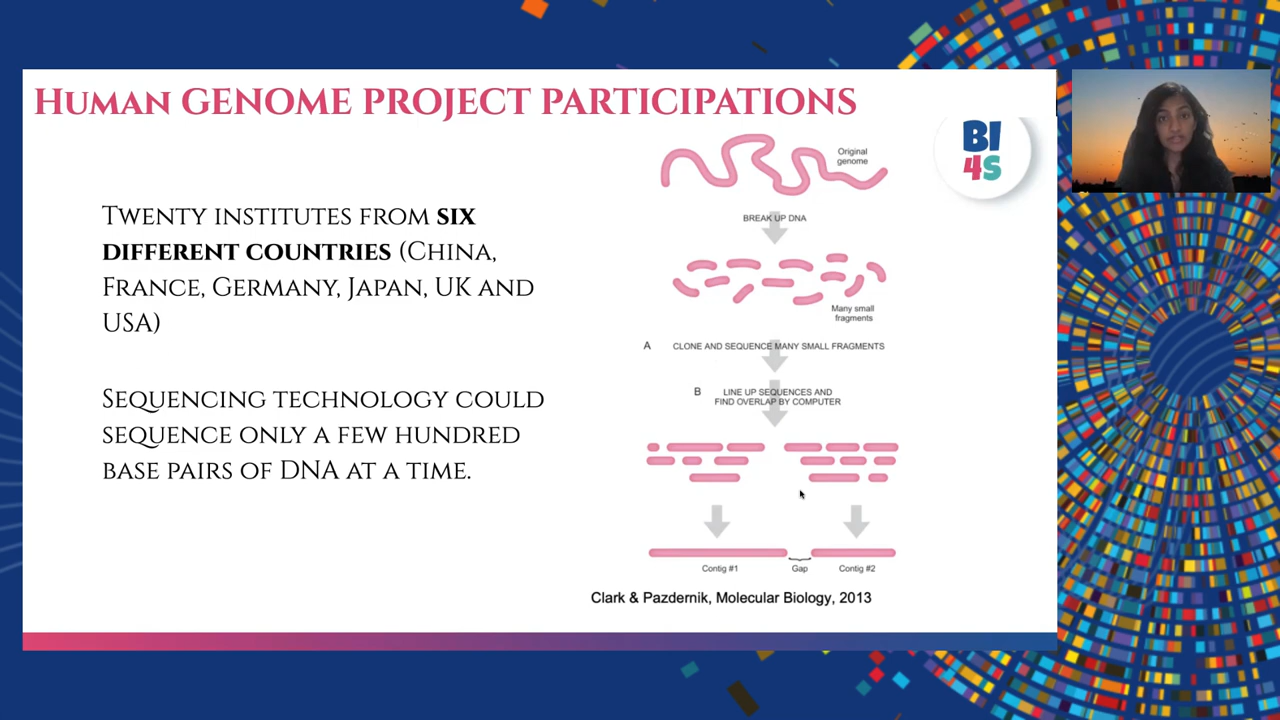 Human GENOME PROJECT PARTICIPATIONS
BI
4S
Twenty institutes from six
different countries (China,
France, Germany, Japan, UK and
USA)
Sequencing technology could
sequence only a few hundred
base pairs of DNA at a time.
Original
genome
BREAK UP DNA
Many small
fragments
A CLONE AND SEQUENCE MANY SMALL FRAGMENTS
B LINE UP SEQUENCES AND
FIND OVERLAP BY COMPUTER
Contig #1 Gap Contig #2
Clark & Pazdernik, Molecular Biology, 2013